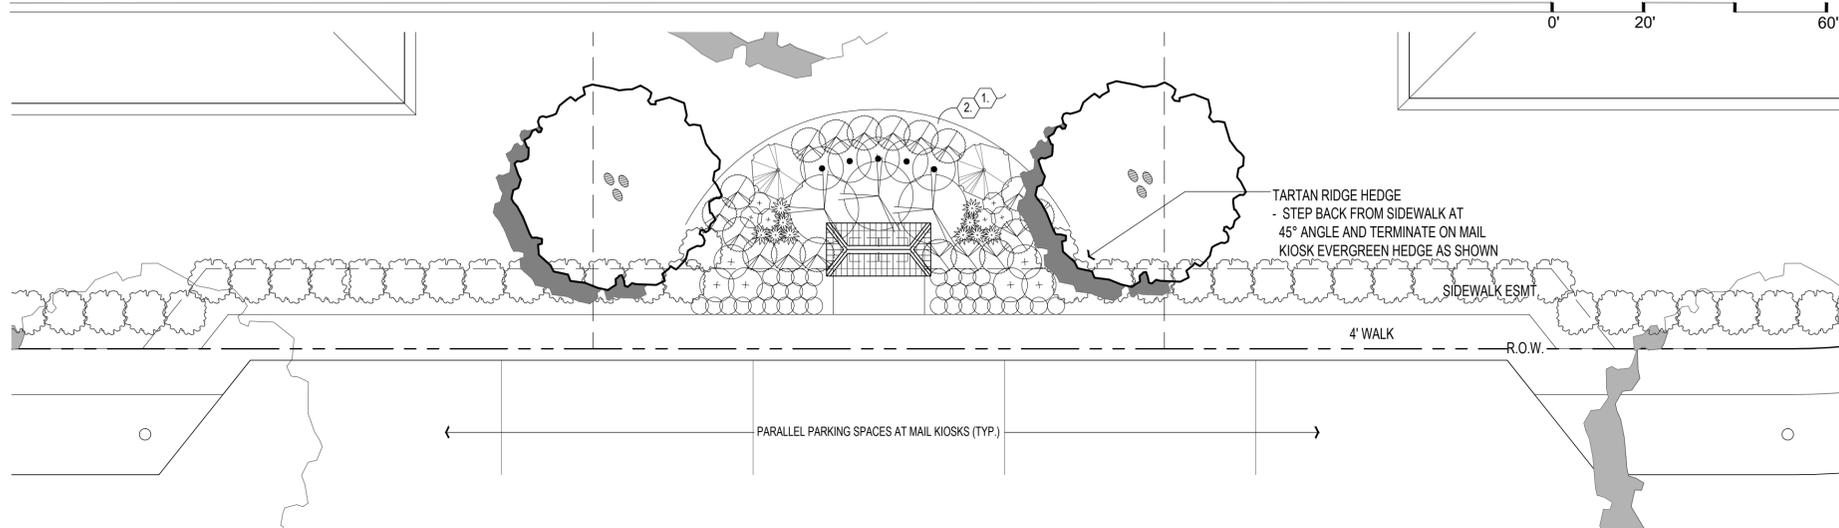 0' 20' 60'
1.
2.
TARTAN RIDGE HEDGE
- STEP BACK FROM SIDEWALK AT
45° ANGLE AND TERMINATE ON MAIL
KIOSK EVERGREEN HEDGE AS SHOWN
SIDEWALK ESMT.
4' WALK
R.O.W.
PARALLEL PARKING SPACES AT MAIL KIOSKS (TYP.)